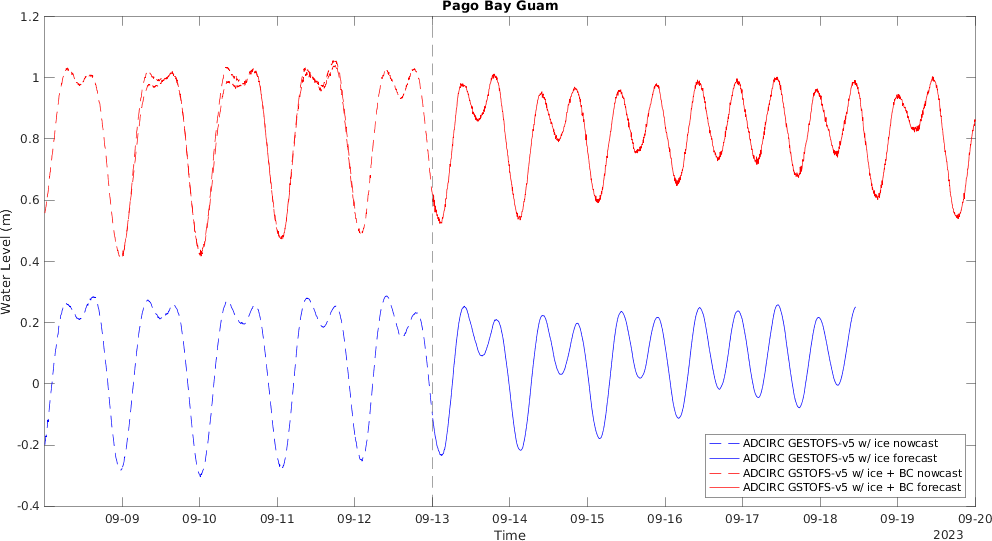 Pago Bay Guam
1.2
1
0.8
0.6
0.4
0.2
0
-0.2
-0.4
Water Level (m)
ADCIRC GESTOFS-v5 w/ ice nowcast
ADCIRC GESTOFS-v5 w/ ice forecast
ADCIRC GSTOFS-v5 w/ ice + BC nowcast
ADCIRC GSTOFS-v5 w/ ice + BC forecast
09-09 09-10 09-11 09-12 09-13 09-14 09-15 09-16 09-17 09-18 09-19 09-20
Time
2023